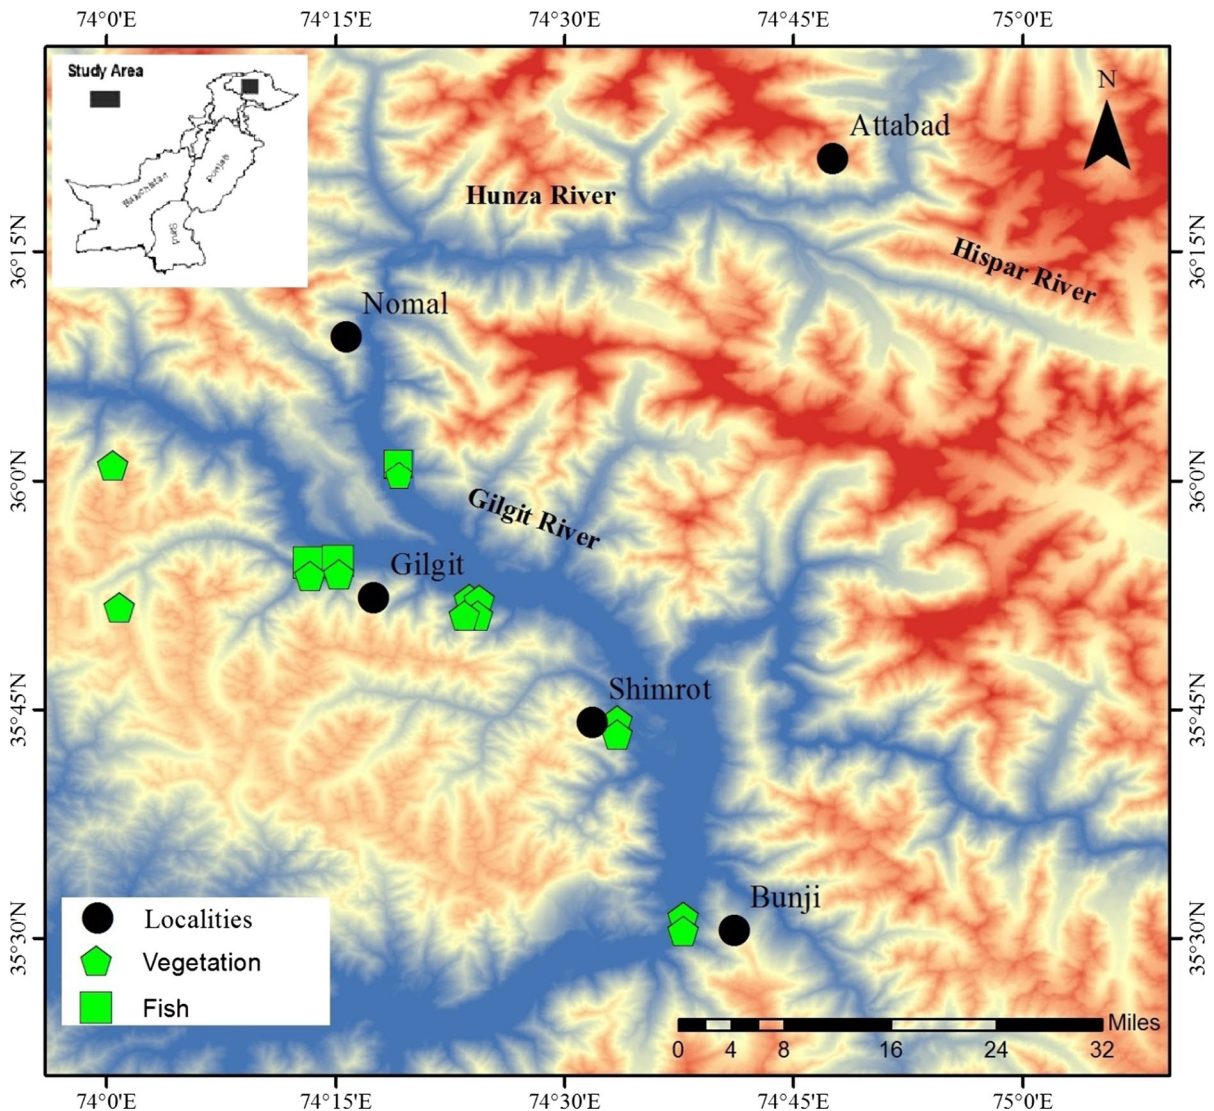 74°0'E 74°15'E 74°30'E 74°45'E 75°0'E
Study Area
Balochistan
Punjab
Sind
N
Attabad
Hunza River
Hispar River
36°15'N
36°15'N
Nomal
36°0'N
36°0'N
Gilgit River
Gilgit
Shimrot
35°45'N
35°45'N
Bunji
35°30'N
35°30'N
Localities
Vegetation
Fish
Miles
0 4 8 16 24 32
74°0'E 74°15'E 74°30'E 74°45'E 75°0'E